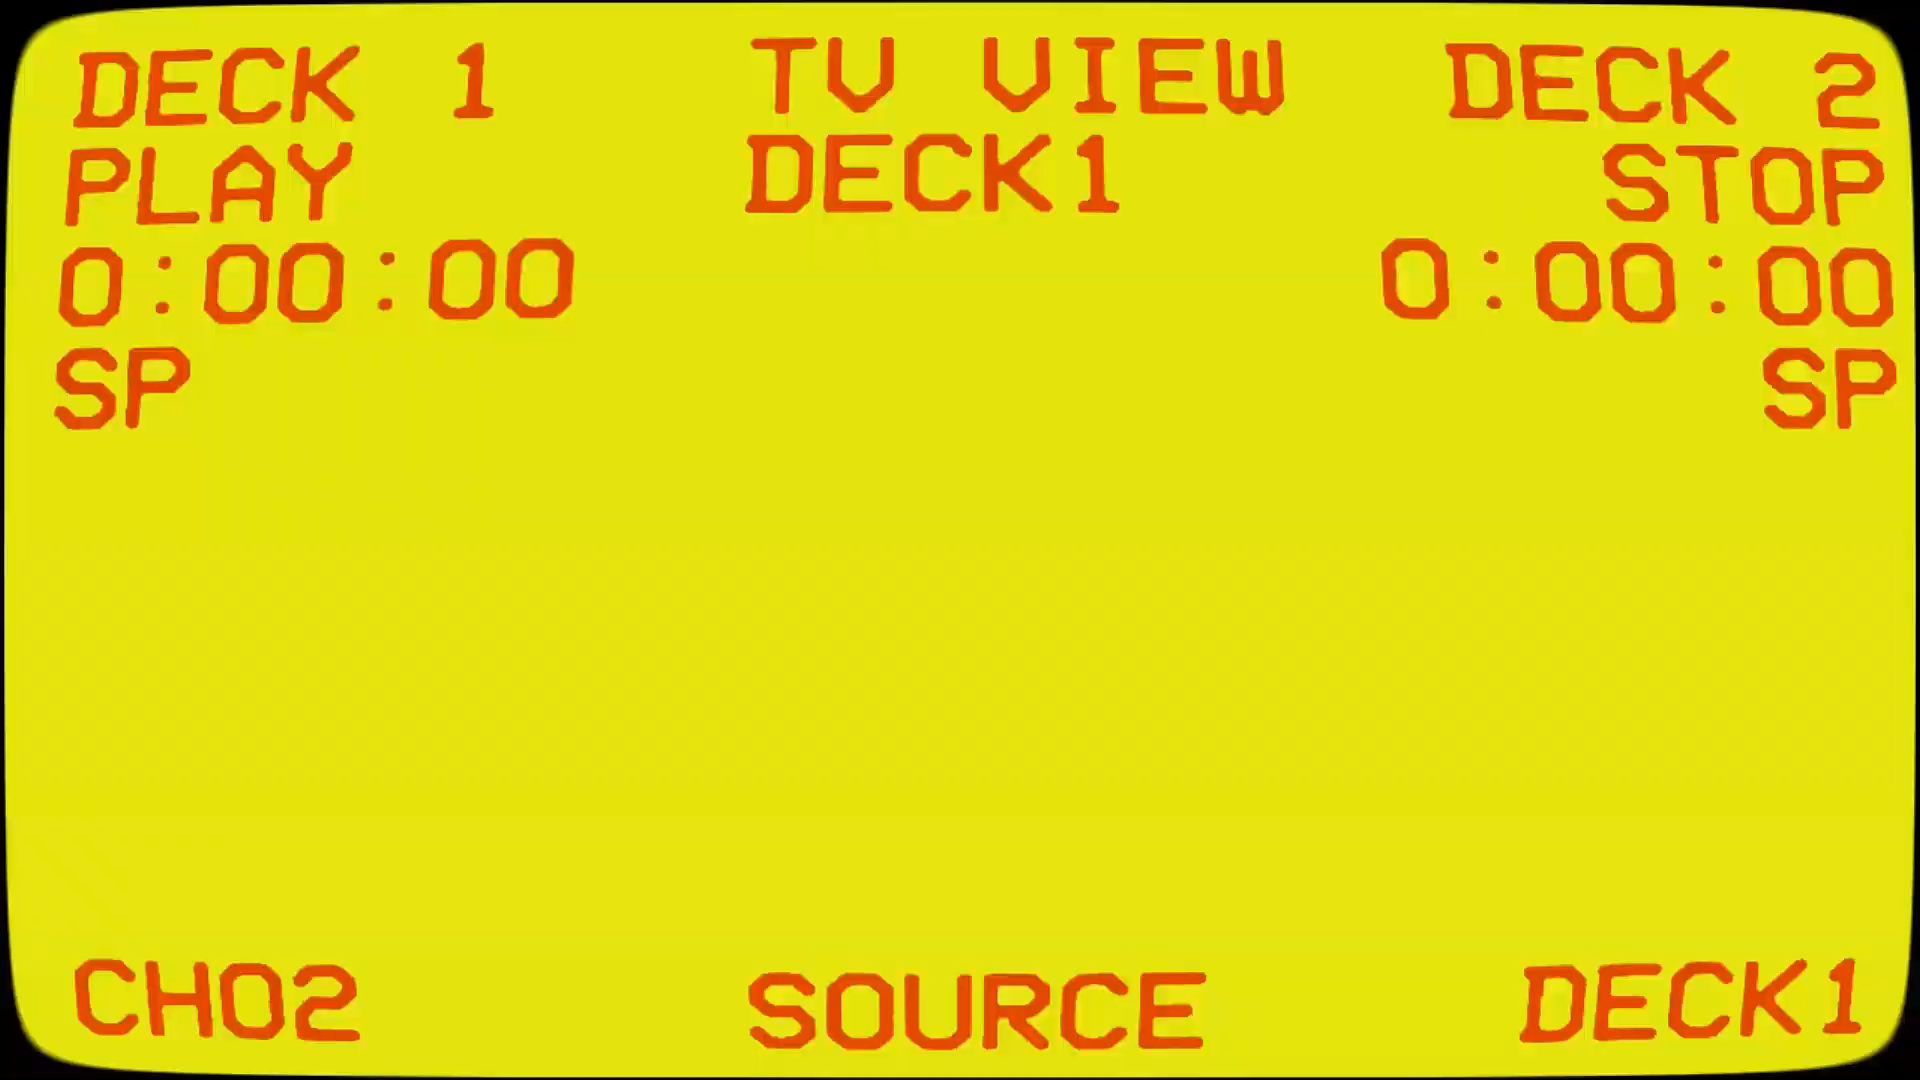 DECK 1 TV VIEW DECK 2
PLAY DECK1 STOP
0:00:00 0:00:00
SP SP
CH02 SOURCE DECK1